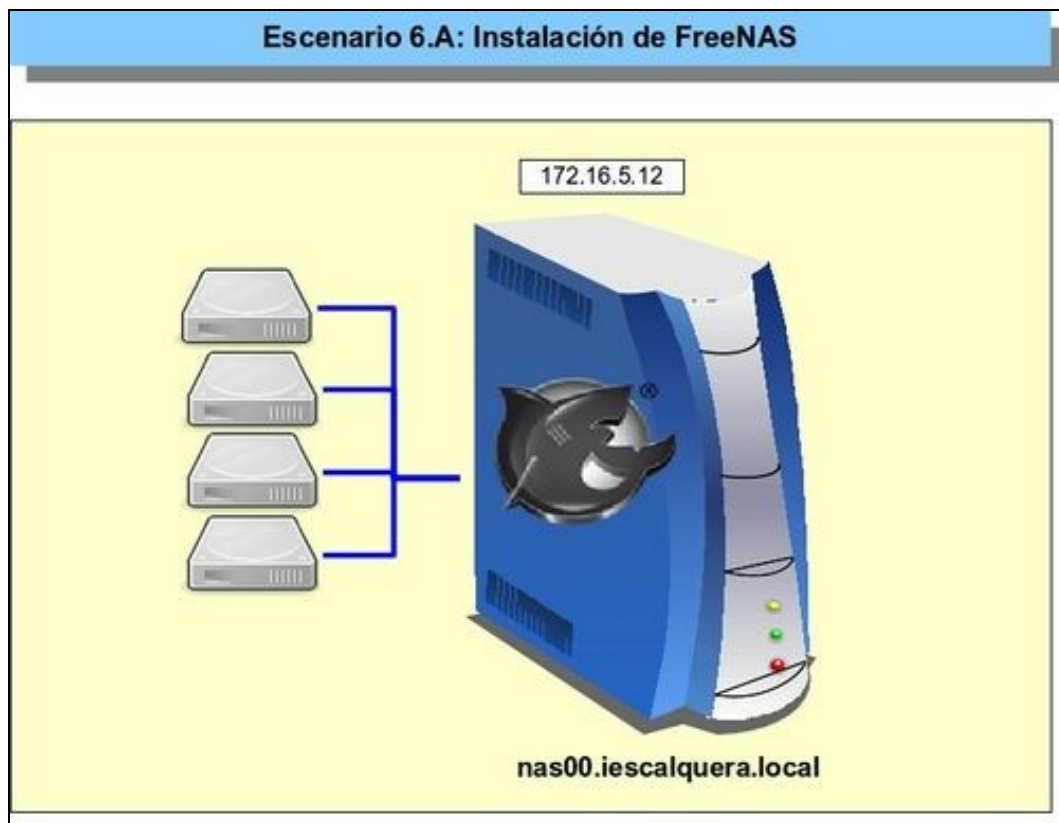 Escenario 6.A: Instalación de FreeNAS
172.16.5.12
®
nas00.iescalquera.local